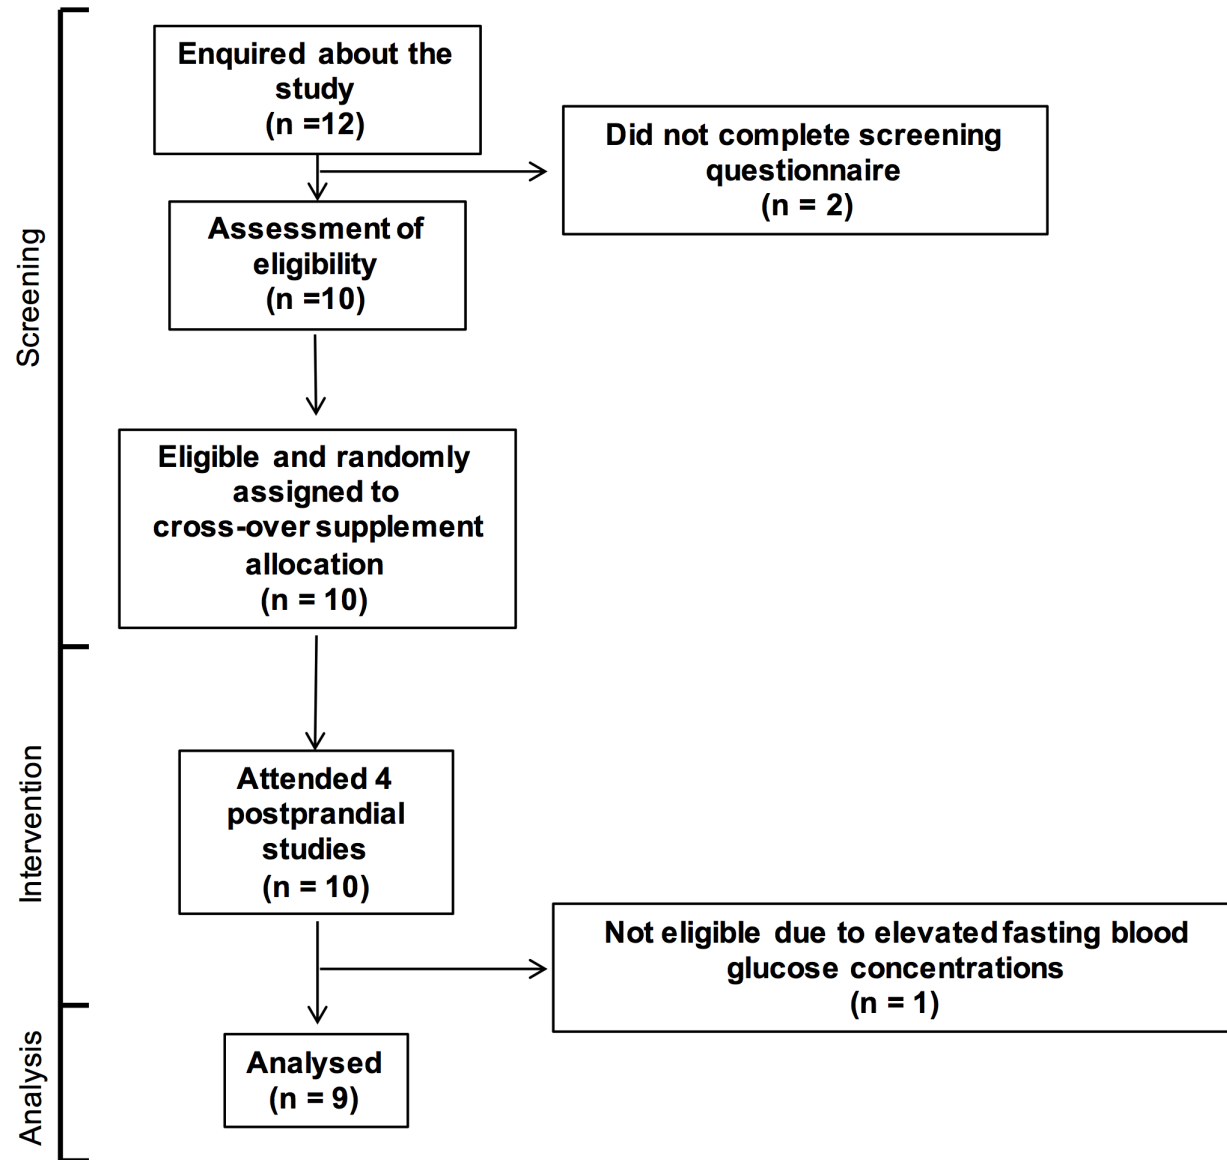 Enquired about the
study
(n =12)
Did not complete screening
questionnaire
(n = 2)
Assessment of
eligibility
(n =10)
Screening
Eligible and randomly
assigned to
cross-over supplement
allocation
(n = 10)
Intervention
Attended 4
postprandial
studies
(n = 10)
Not eligible due to elevated fasting blood
glucose concentrations
(n = 1)
Analysis
Analysed
(n = 9)